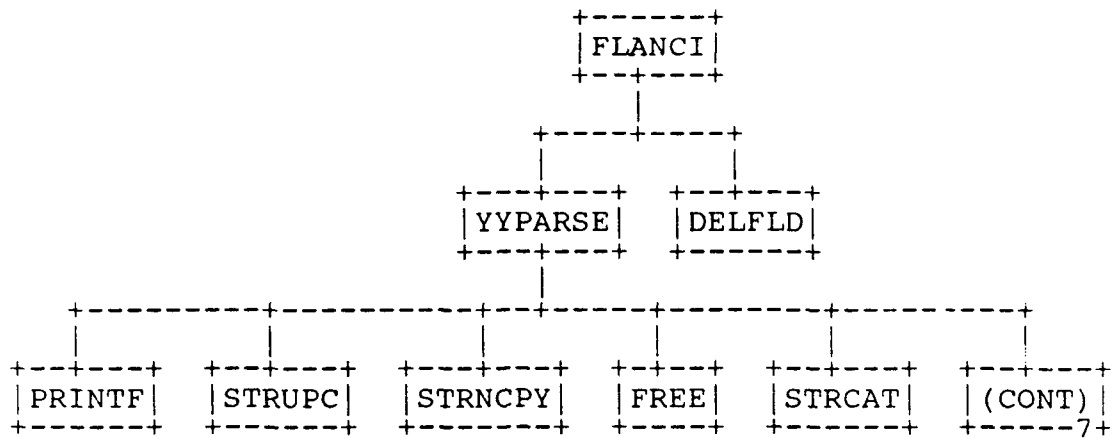 FLANCI
YYPARSE DELFLD
PRINTF STRUPC STRNCPY FREE STRCAT (CONT)
7